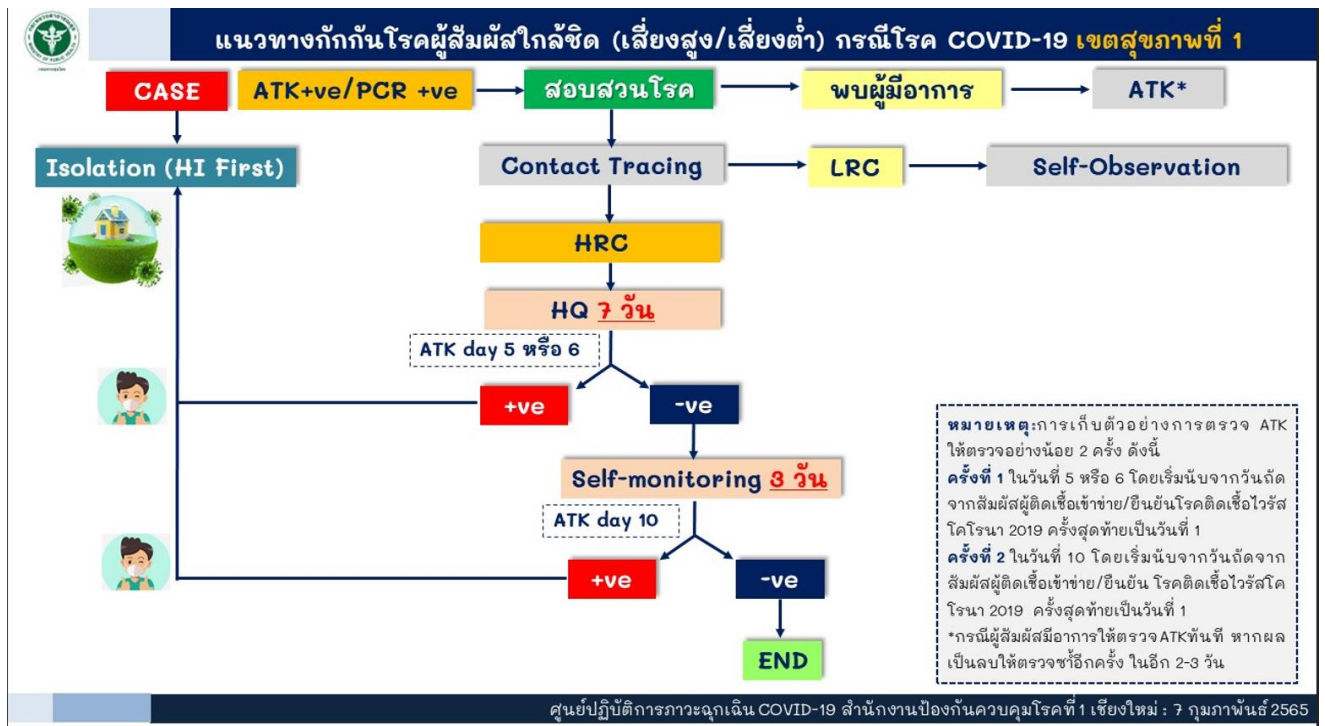 แนวทางกักกันโรคผู้สัมผัสใกล้ชิด (เสี่ยงสูง/เสี่ยงต่ำ) กรณีโรค COVID-19 เขตสุขภาพที่ 1
CASE
ATK+ve/PCR +ve
สอบสวนโรค
พบผู้มีอาการ
ATK*
Isolation (HI First)
Contact Tracing
LRC
Self-Observation
HRC
HQ 7 วัน
ATK day 5 หรือ 6
+ve
-ve
Self-monitoring 3 วัน
ATK day 10
+ve
-ve
END
หมายเหตุ:การเก็บตัวอย่างการตรวจ ATK
ให้ตรวจอย่างน้อย 2 ครั้ง ดังนี้
ครั้งที่ 1 ในวันที่ 5 หรือ 6 โดยเริ่มนับจากวันถัด
จากสัมผัสผู้ติดเชื้อเข้าข่าย/ยืนยันโรคติดเชื้อไวรัส
โคโรนา 2019 ครั้งสุดท้ายเป็นวันที่ 1
ครั้งที่ 2 ในวันที่ 10 โดยเริ่มนับจากวันถัดจาก
สัมผัสผู้ติดเชื้อเข้าข่าย/ยืนยัน โรคติดเชื้อไวรัสโค
โรนา 2019 ครั้งสุดท้ายเป็นวันที่ 1
*กรณีผู้สัมผัสมีอาการให้ตรวจATKทันที หากผล
เป็นลบให้ตรวจซ้ำอีกครั้ง ในอีก 2-3 วัน
ศูนย์ปฏิบัติการภาวะฉุกเฉิน COVID-19 สำนักงานป้องกันควบคุมโรคที่ 1 เชียงใหม่ : 7 กุมภาพันธ์ 2565